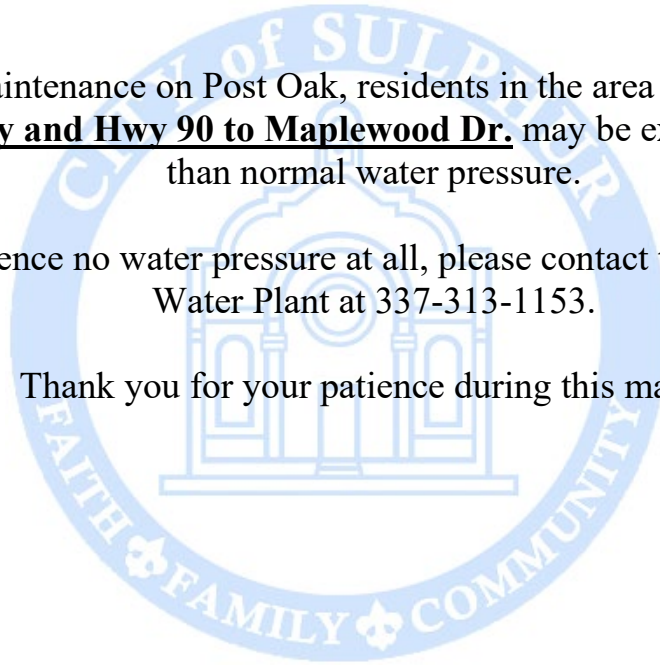 CITY of SULPHUR
aintenance on Post Oak, residents in the area
y and Hwy 90 to Maplewood Dr. may be ex
than normal water pressure.
ence no water pressure at all, please contact
Water Plant at 337-313-1153.
Thank you for your patience during this ma
FAITH FAMILY COMMUNITY